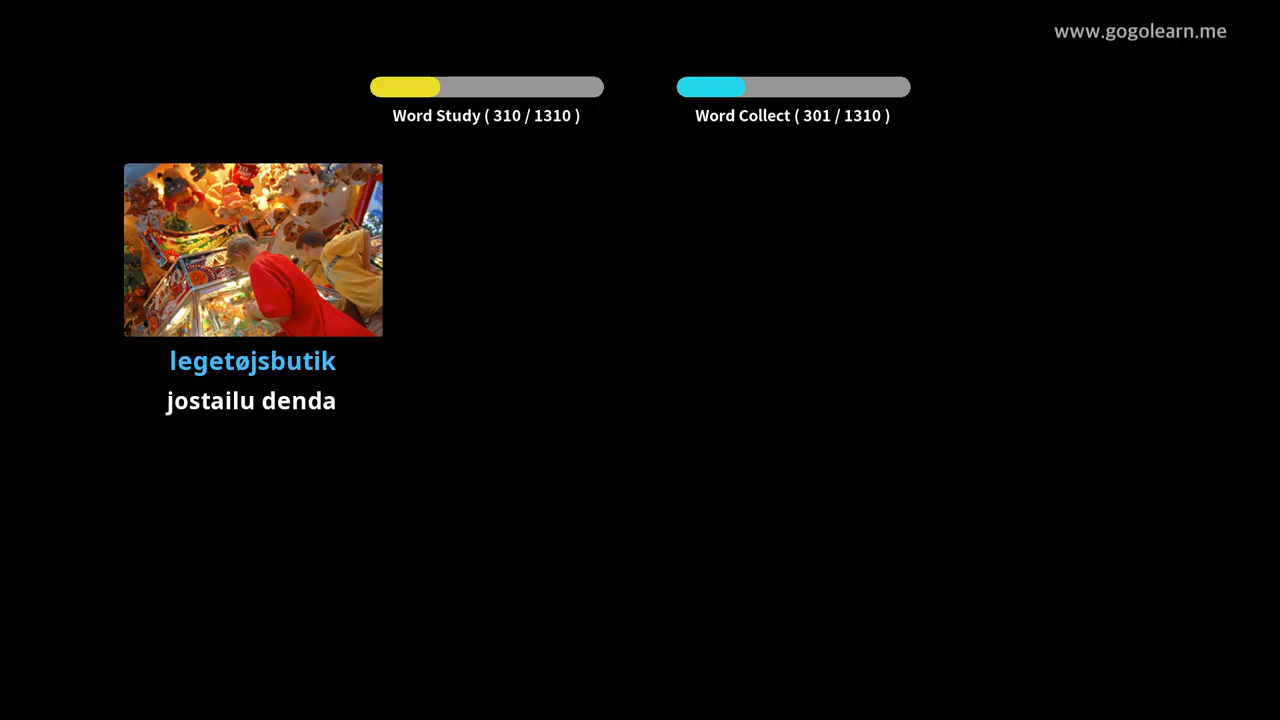 www.gogolearn.me
Word Study ( 310 / 1310 )
Word Collect ( 301 / 1310 )
legetøjsbutik
jostailu denda